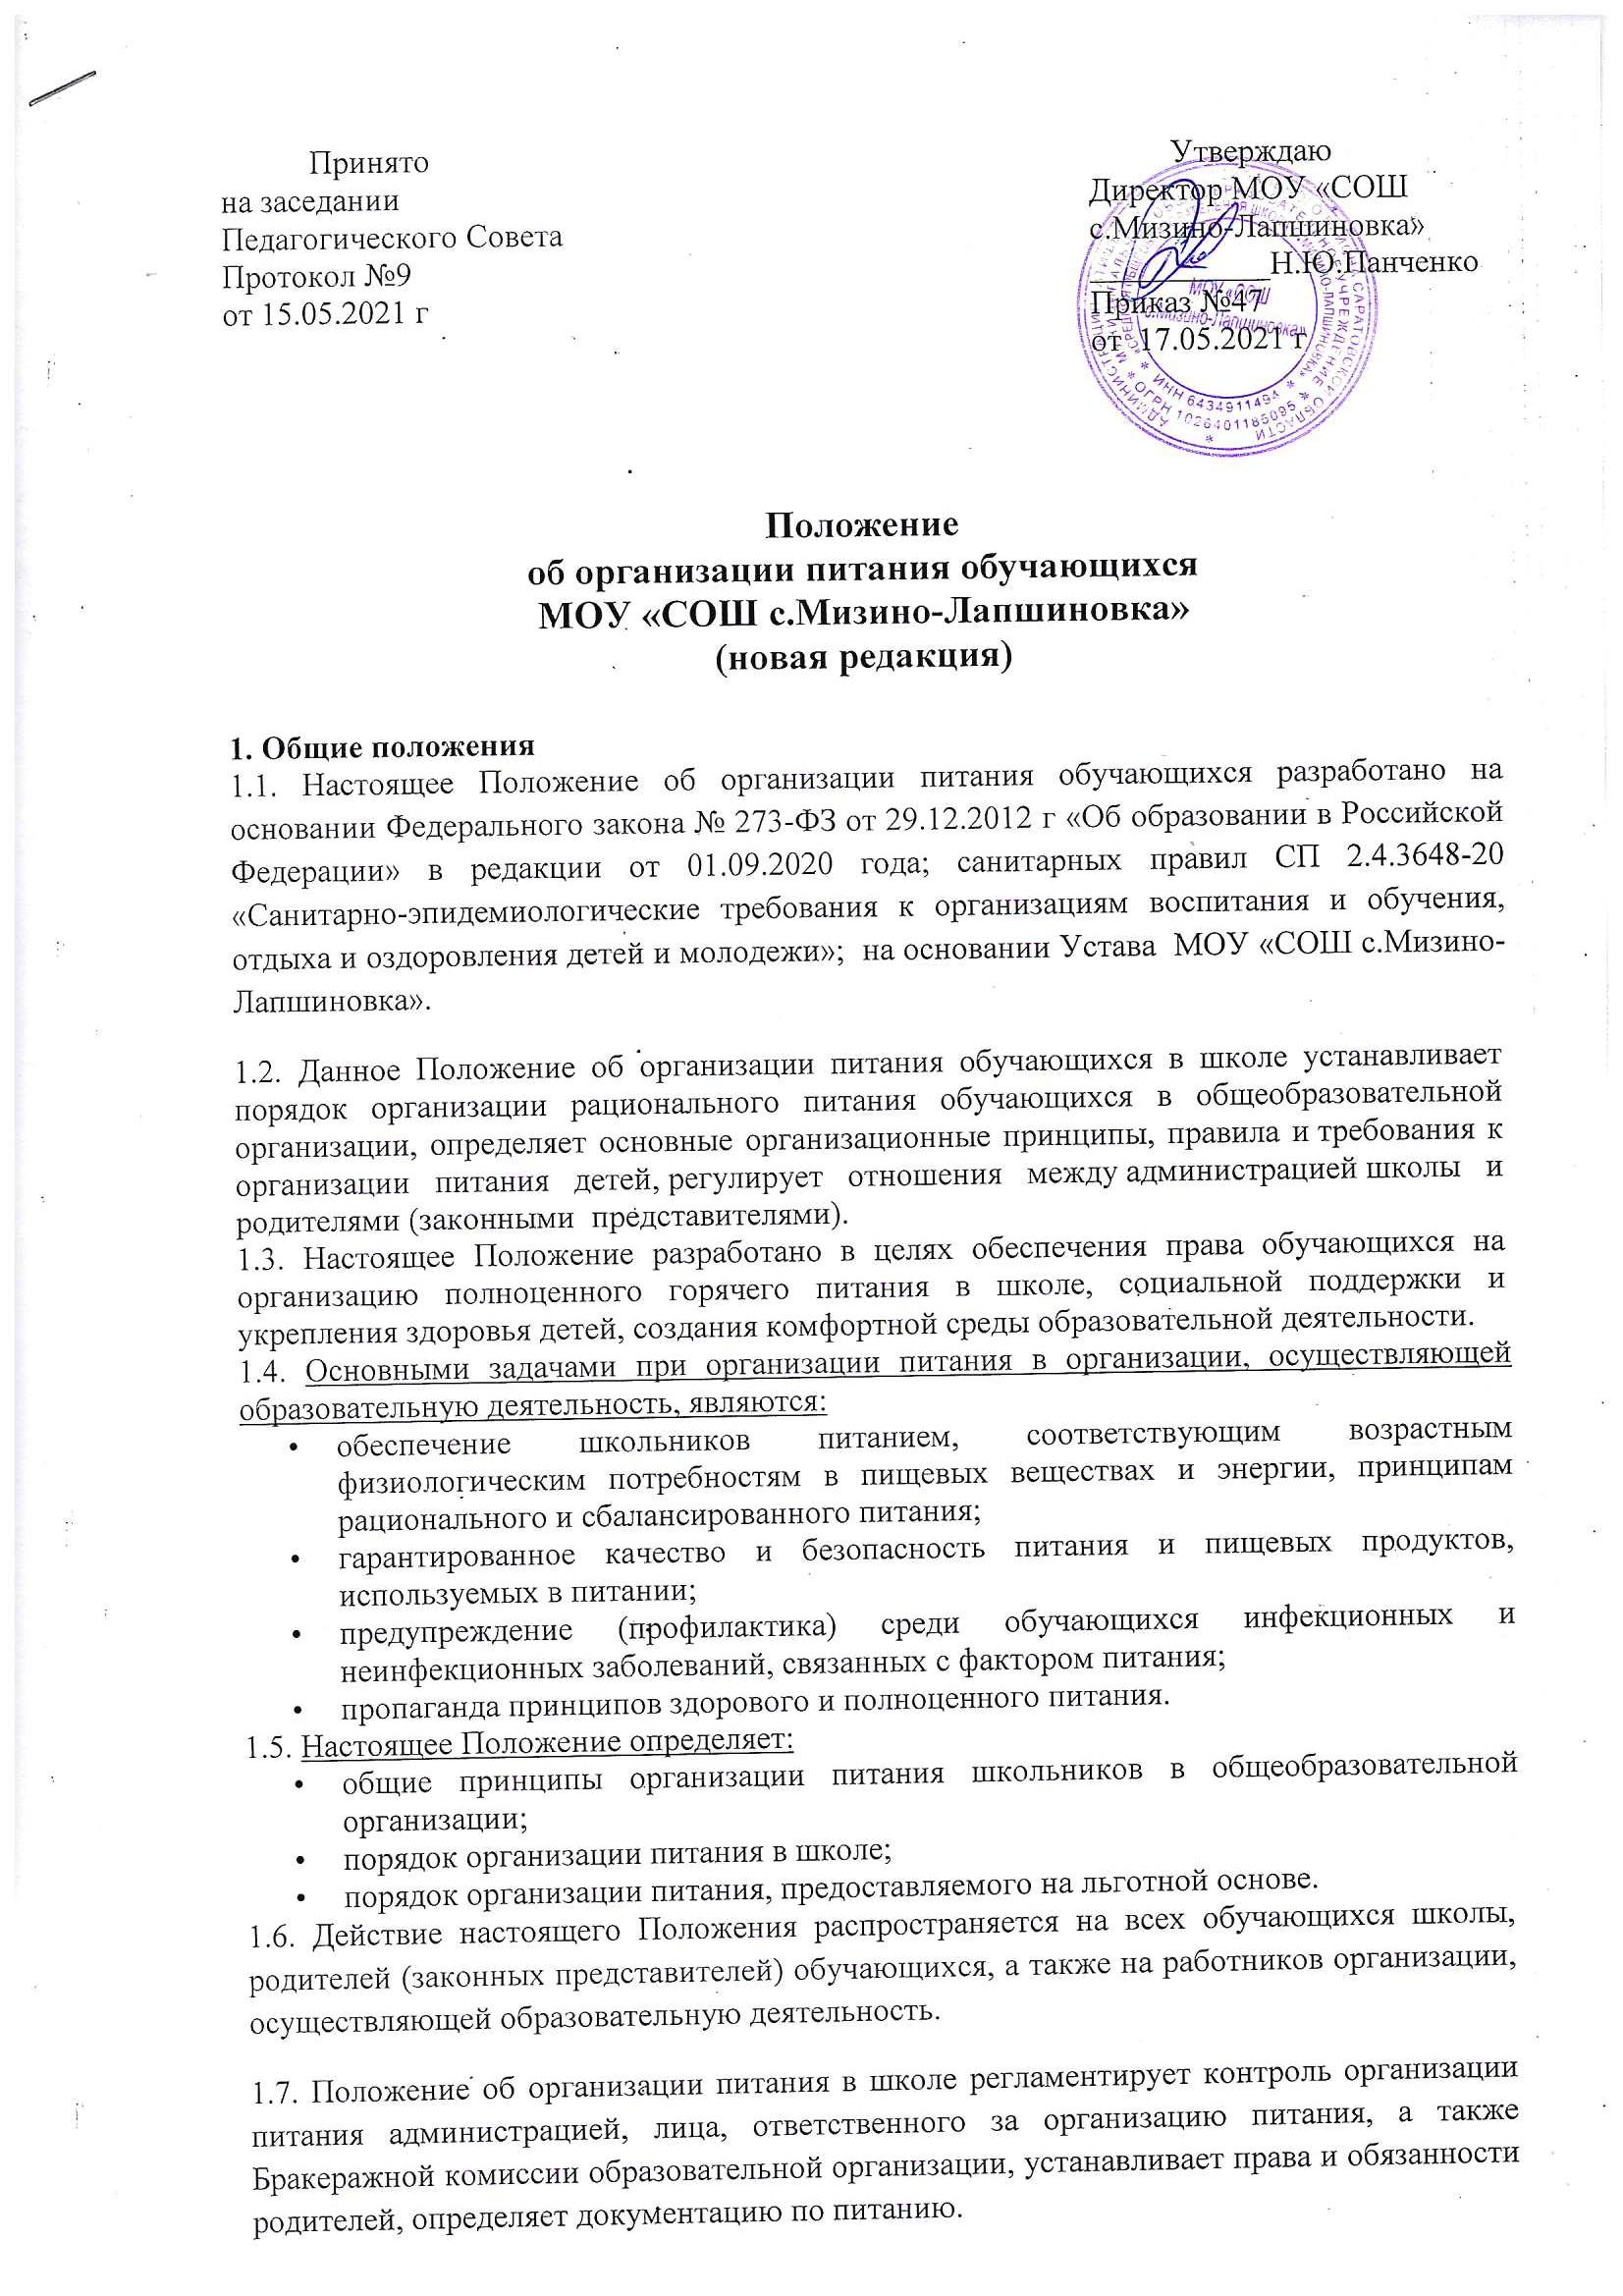 Принято
на заседании
Педагогического Совета
Протокол №9
от 15.05.2021 г
Утверждаю
Директор МОУ «СОШ
с.Мизино-Лапшиновка»
____________Н.Ю.Панченко
Приказ №47
от 17.05.2021 г
МОУ «СОШ
с.Мизино-Лапшиновка»
ИНН 6434911494
ОГРН 1026401185095
Положение
об организации питания обучающихся
МОУ «СОШ с.Мизино-Лапшиновка»
(новая редакция)
1. Общие положения
1.1. Настоящее Положение об организации питания обучающихся разработано на
основании Федерального закона № 273-ФЗ от 29.12.2012 г «Об образовании в Российской
Федерации» в редакции от 01.09.2020 года; санитарных правил СП 2.4.3648-20
«Санитарно-эпидемиологические требования к организациям воспитания и обучения,
отдыха и оздоровления детей и молодежи»; на основании Устава МОУ «СОШ с.Мизино-
Лапшиновка».
1.2. Данное Положение об организации питания обучающихся в школе устанавливает
порядок организации рационального питания обучающихся в общеобразовательной
организации, определяет основные организационные принципы, правила и требования к
организации питания детей, регулирует отношения между администрацией школы и
родителями (законными представителями).
1.3. Настоящее Положение разработано в целях обеспечения права обучающихся на
организацию полноценного горячего питания в школе, социальной поддержки и
укрепления здоровья детей, создания комфортной среды образовательной деятельности.
1.4. Основными задачами при организации питания в организации, осуществляющей
образовательную деятельность, являются:
• обеспечение школьников питанием, соответствующим возрастным
физиологическим потребностям в пищевых веществах и энергии, принципам
рационального и сбалансированного питания;
• гарантированное качество и безопасность питания и пищевых продуктов,
используемых в питании;
• предупреждение (профилактика) среди обучающихся инфекционных и
неинфекционных заболеваний, связанных с фактором питания;
• пропаганда принципов здорового и полноценного питания.
1.5. Настоящее Положение определяет:
• общие принципы организации питания школьников в общеобразовательной
организации;
• порядок организации питания в школе;
• порядок организации питания, предоставляемого на льготной основе.
1.6. Действие настоящего Положения распространяется на всех обучающихся школы,
родителей (законных представителей) обучающихся, а также на работников организации,
осуществляющей образовательную деятельность.
1.7. Положение об организации питания в школе регламентирует контроль организации
питания администрацией, лица, ответственного за организацию питания, а также
Бракеражной комиссии образовательной организации, устанавливает права и обязанности
родителей, определяет документацию по питанию.